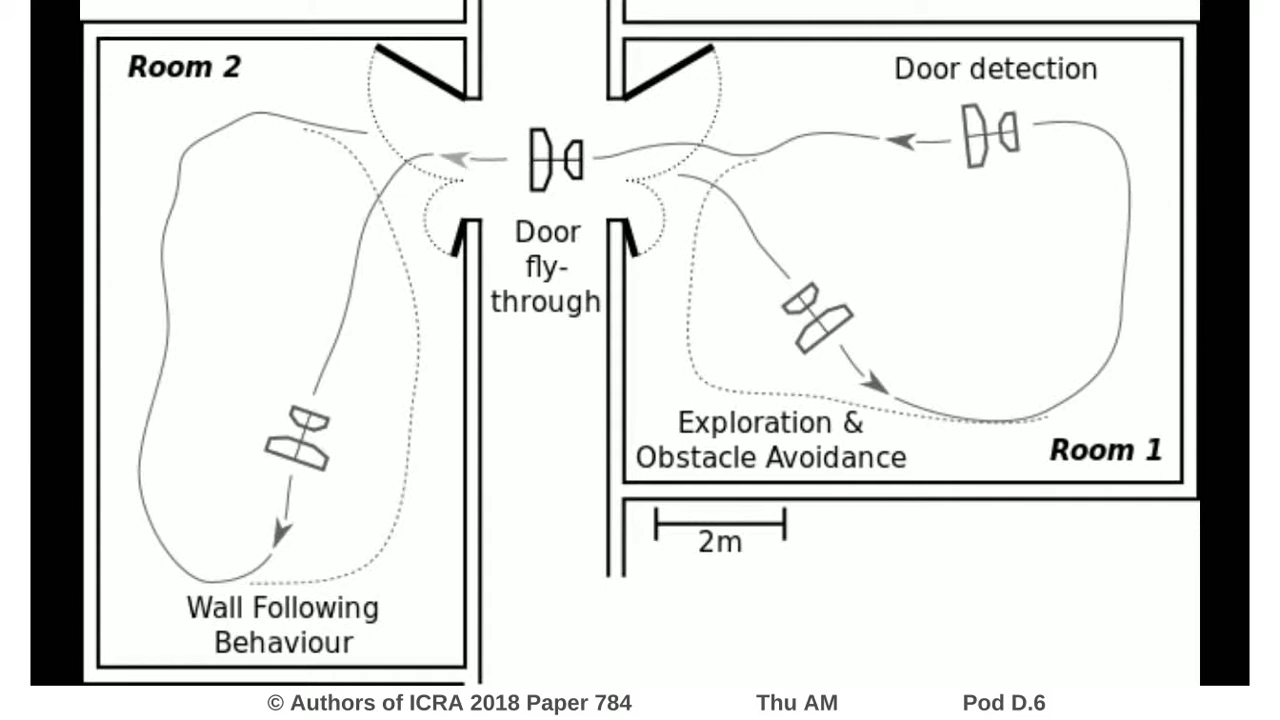 Room 2
Door detection
Door
fly-
through
Exploration &
Obstacle Avoidance
Room 1
2m
Wall Following
Behaviour
© Authors of ICRA 2018 Paper 784 Thu AM Pod D.6